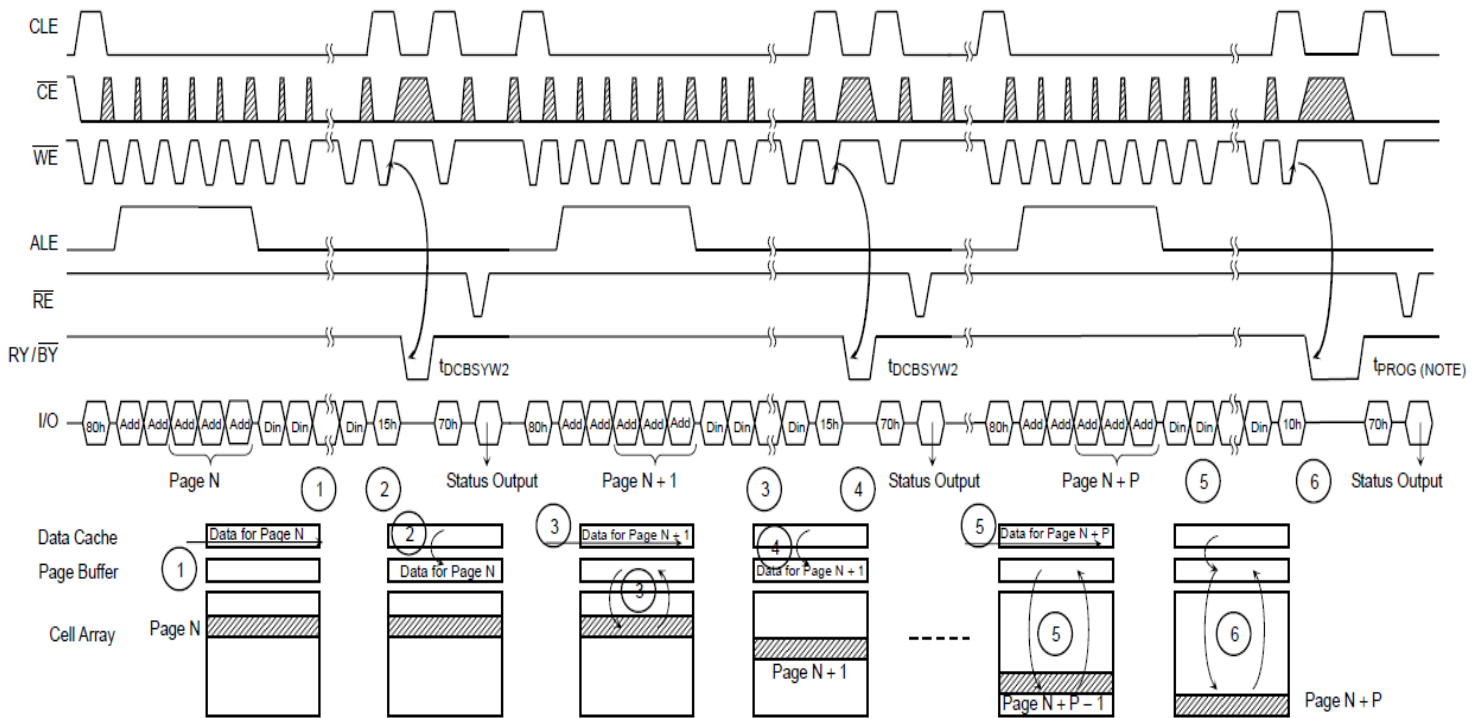 CLE
CE
WE
ALE
RE
RY/BY
tDCBSYW2 tDCBSYW2 tPROG (NOTE)
I/O 80h Add Add Add Add Add Din Din Din 15h 70h 80h Add Add Add Add Add Din Din Din 15h 70h 80h Add Add Add Add Add Din Din Din 10h 70h
Page N Status Output Page N + 1 Status Output Page N + P Status Output
1 2 3 4 5 6
Data Cache Data for Page N 2 3 Data for Page N + 1 4 5 Data for Page N + P
Page Buffer 1 Data for Page N 3 Data for Page N + 1
Cell Array Page N 5 6
Page N + 1 Page N + P − 1 Page N + P